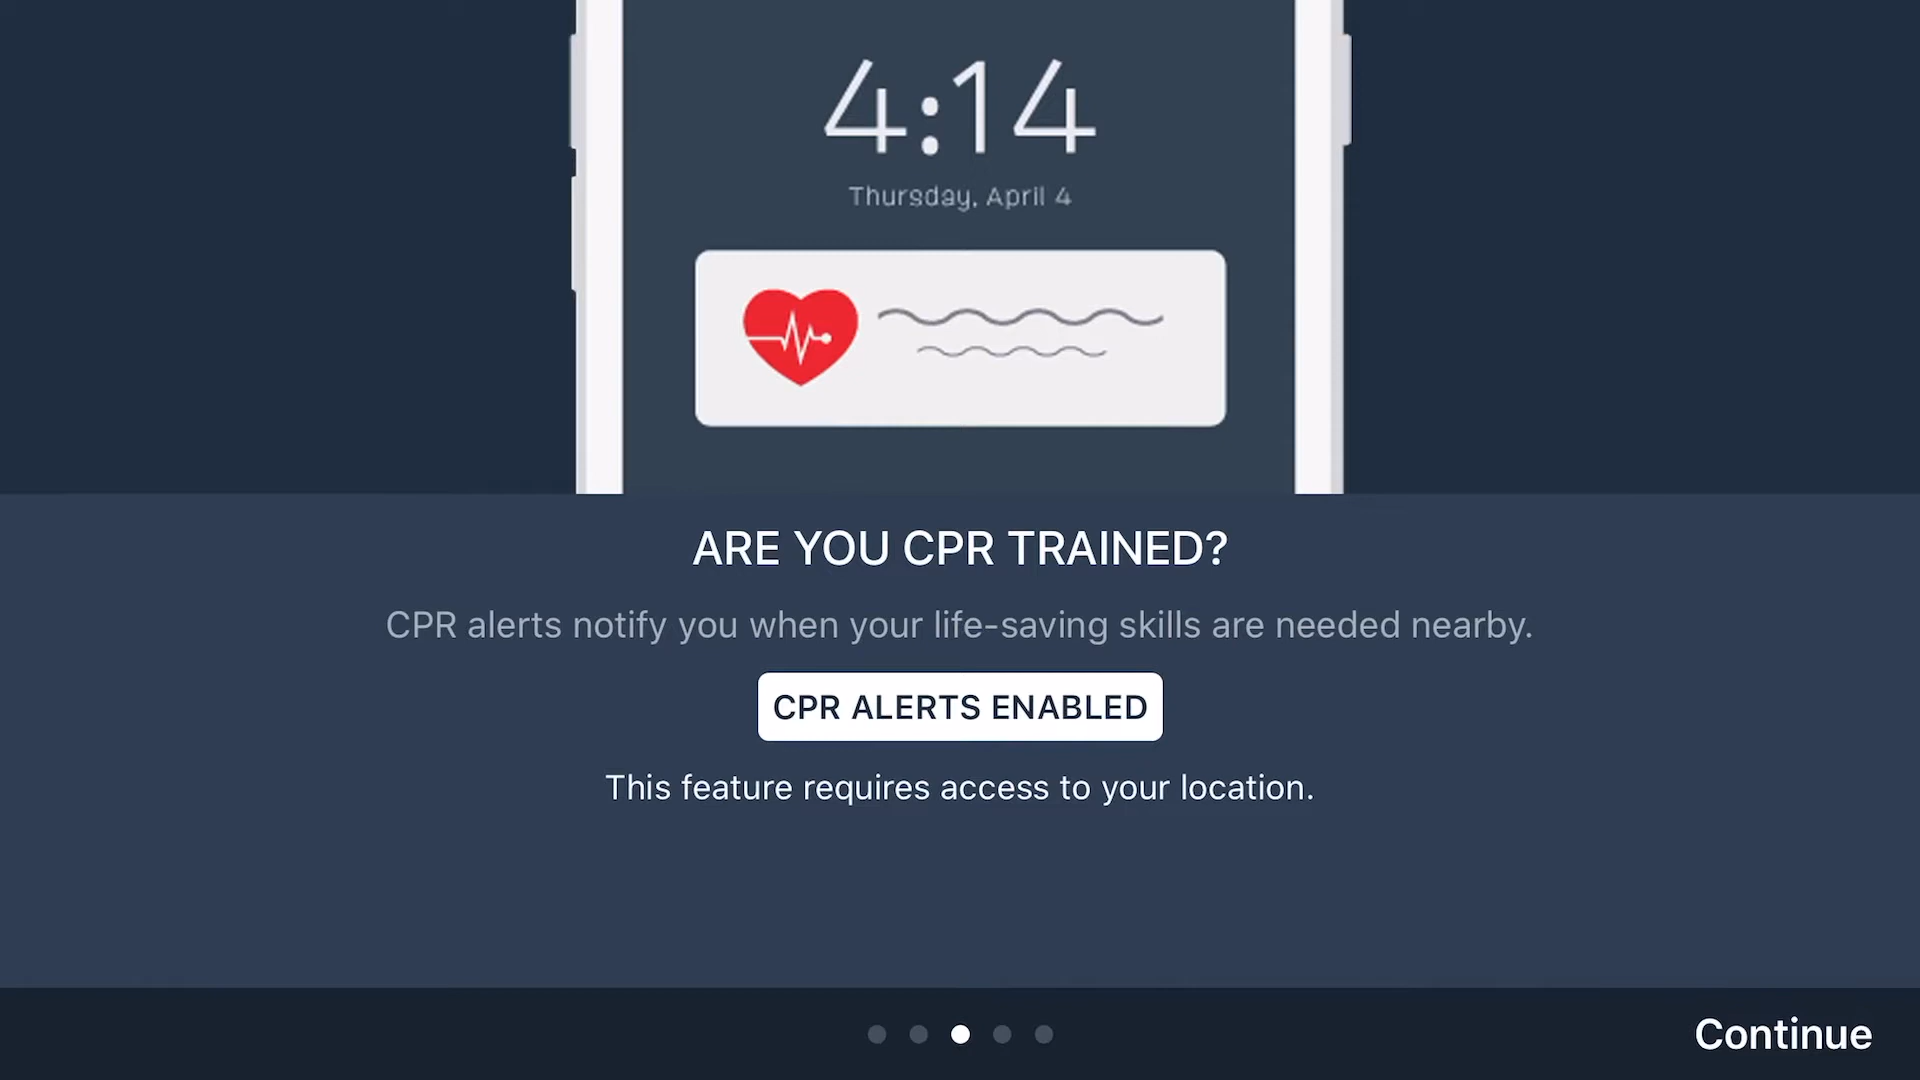 4:14
Thursday, April 4
ARE YOU CPR TRAINED?
CPR alerts notify you when your life-saving skills are needed nearby.
CPR ALERTS ENABLED
This feature requires access to your location.
Continue